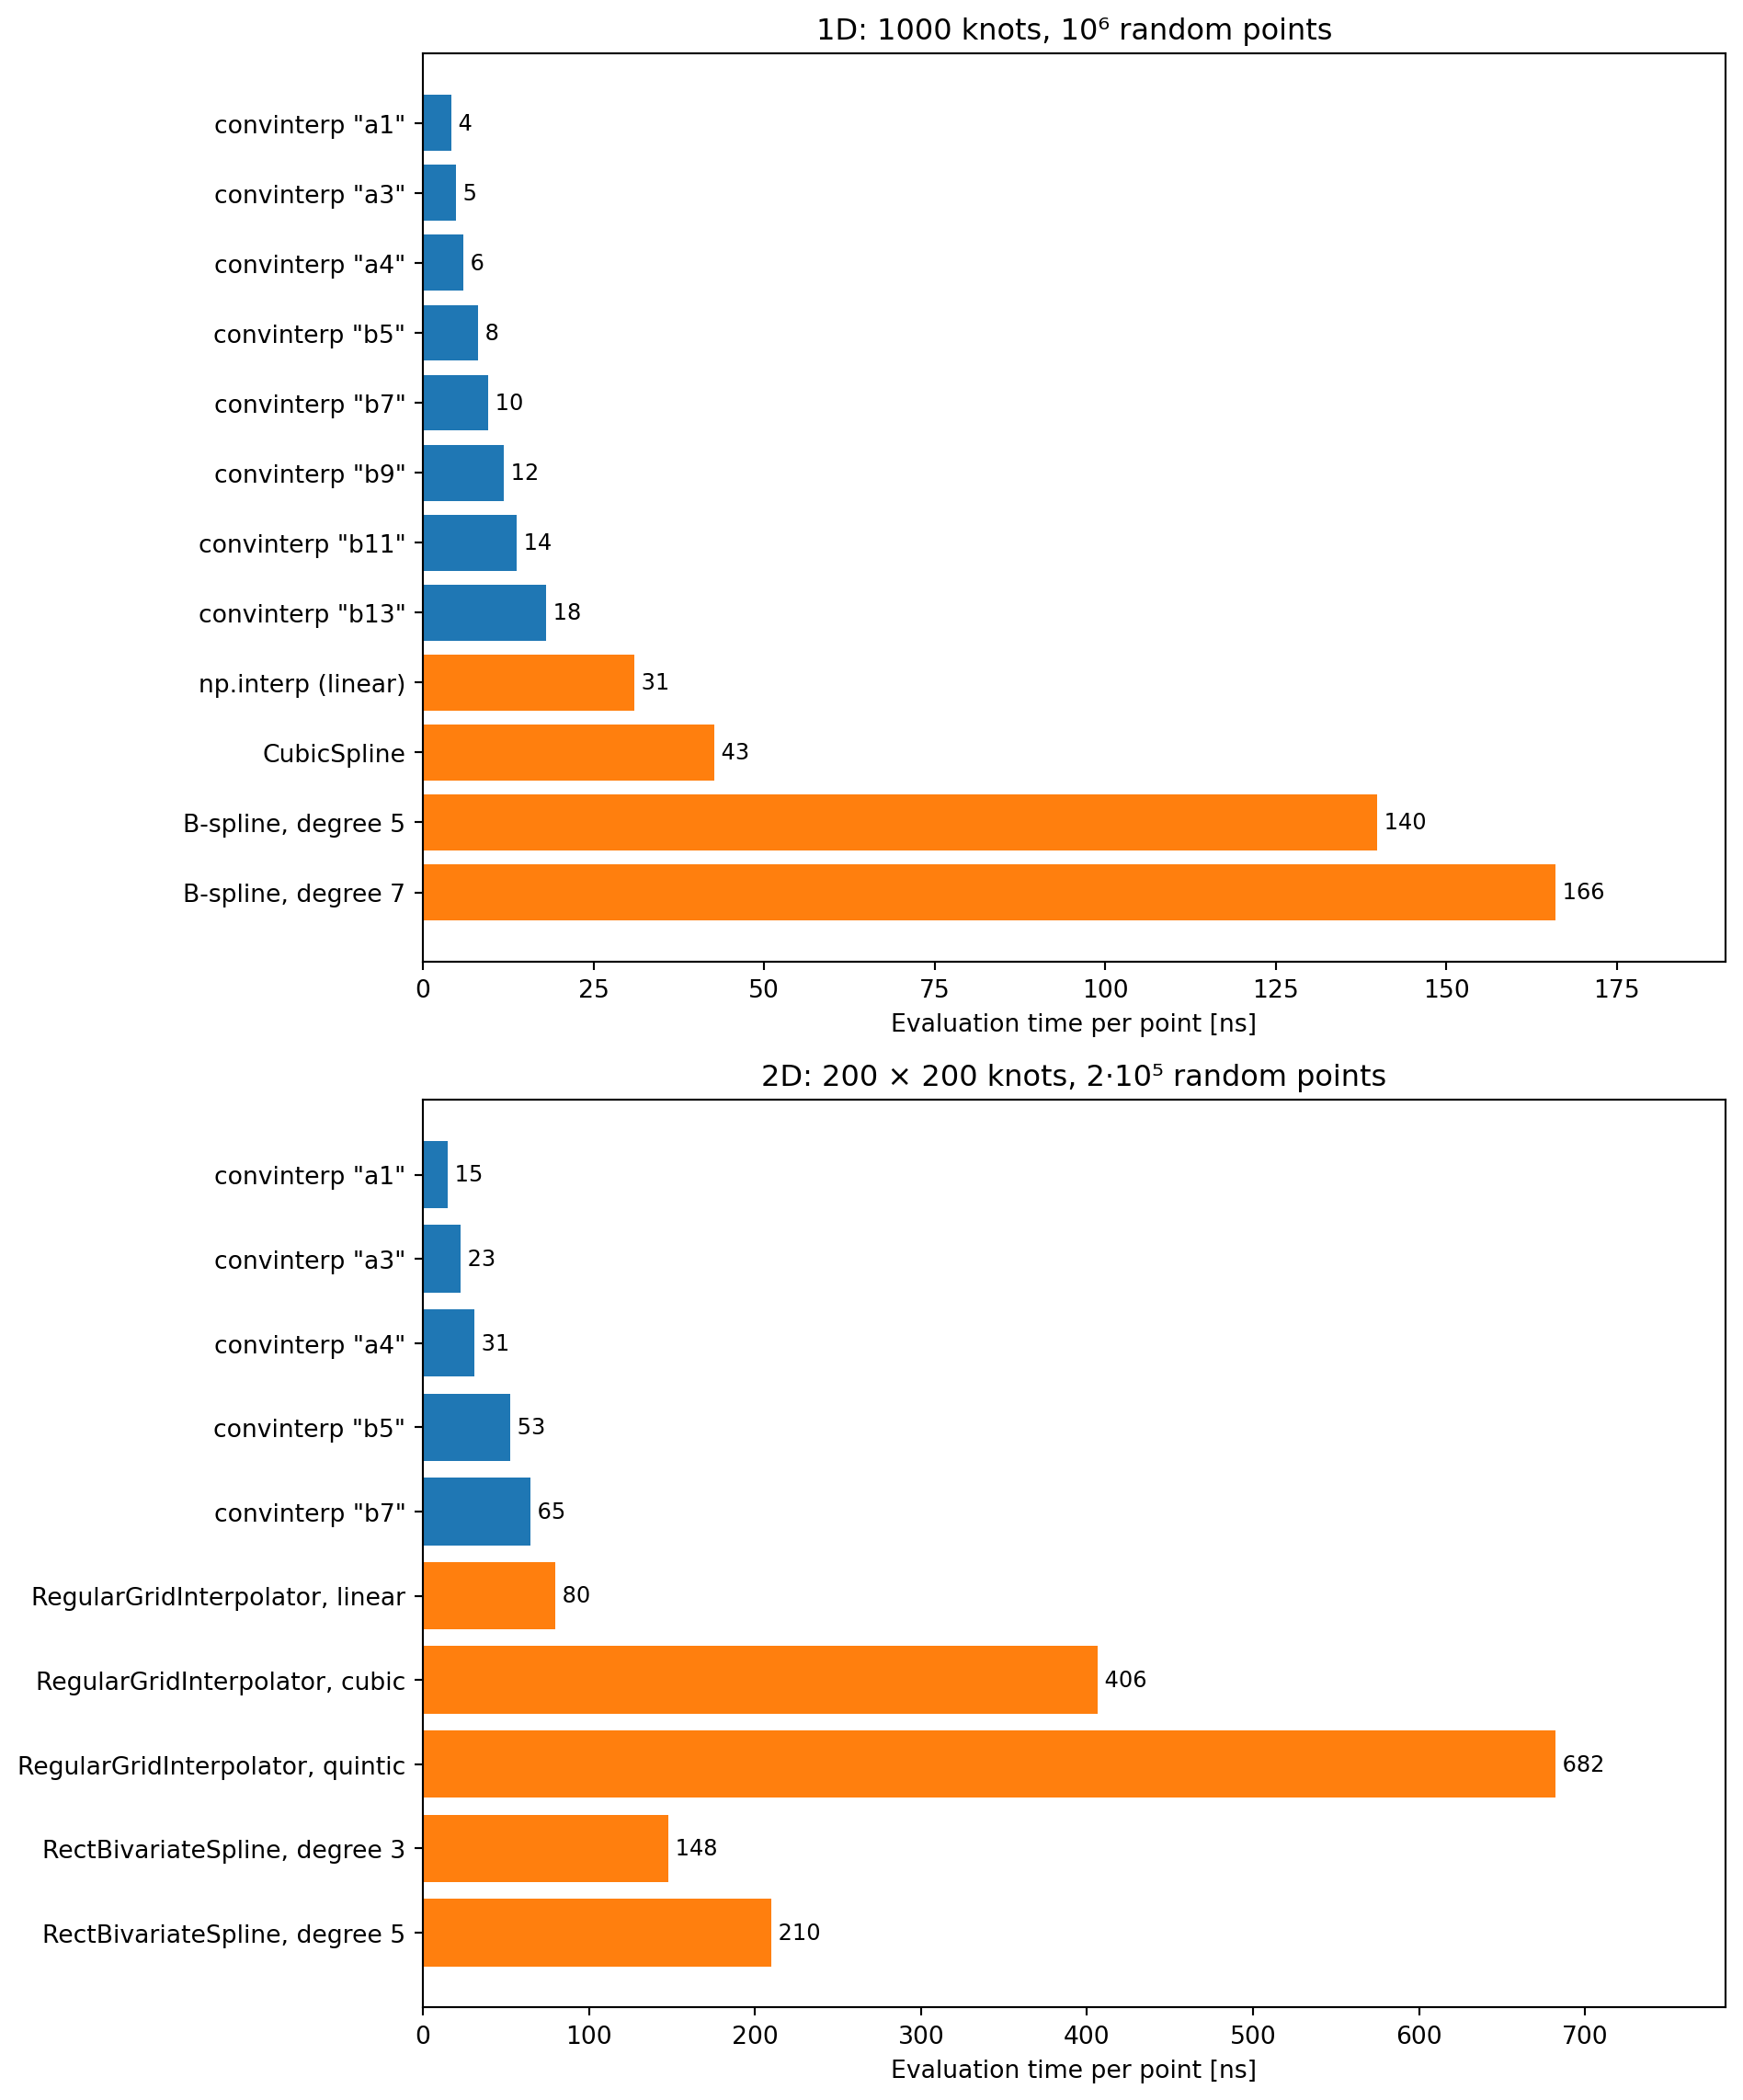 1D: 1000 knots, 10⁶ random points
convinterp "a1" 4
convinterp "a3" 5
convinterp "a4" 6
convinterp "b5" 8
convinterp "b7" 10
convinterp "b9" 12
convinterp "b11" 14
convinterp "b13" 18
np.interp (linear) 31
CubicSpline 43
B-spline, degree 5 140
B-spline, degree 7 166
0 25 50 75 100 125 150 175
Evaluation time per point [ns]
2D: 200 × 200 knots, 2·10⁵ random points
convinterp "a1" 15
convinterp "a3" 23
convinterp "a4" 31
convinterp "b5" 53
convinterp "b7" 65
RegularGridInterpolator, linear 80
RegularGridInterpolator, cubic 406
RegularGridInterpolator, quintic 682
RectBivariateSpline, degree 3 148
RectBivariateSpline, degree 5 210
0 100 200 300 400 500 600 700
Evaluation time per point [ns]